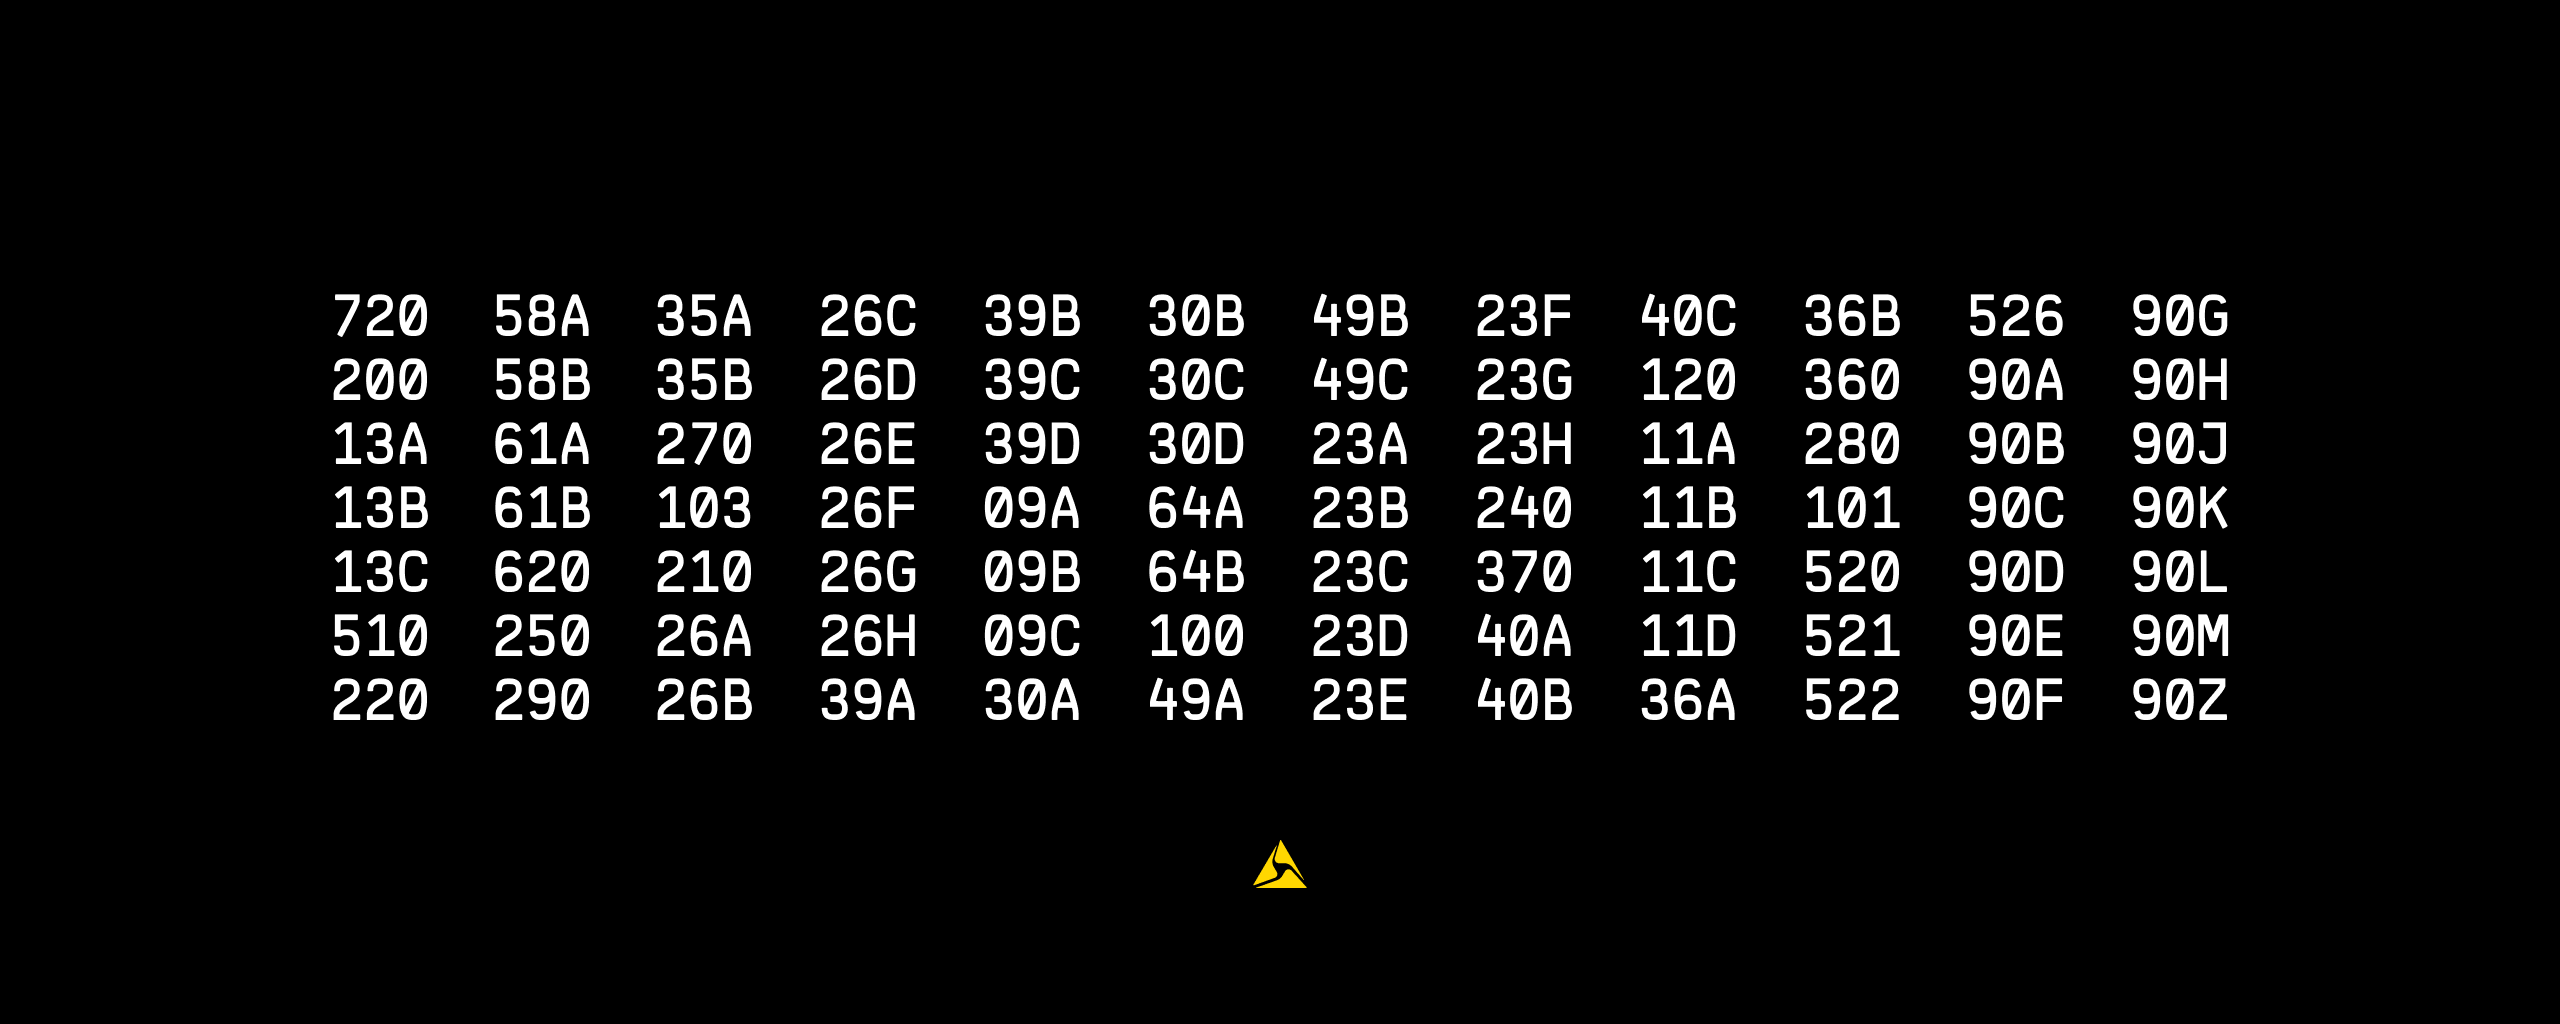 720 58A 35A 26C 39B 30B 49B 23F 40C 36B 526 90G
200 58B 35B 26D 39C 30C 49C 23G 120 360 90A 90H
13A 61A 270 26E 39D 30D 23A 23H 11A 280 90B 90J
13B 61B 103 26F 09A 64A 23B 240 11B 101 90C 90K
13C 620 210 26G 09B 64B 23C 370 11C 520 90D 90L
510 250 26A 26H 09C 100 23D 40A 11D 521 90E 90M
220 290 26B 39A 30A 49A 23E 40B 36A 522 90F 90Z